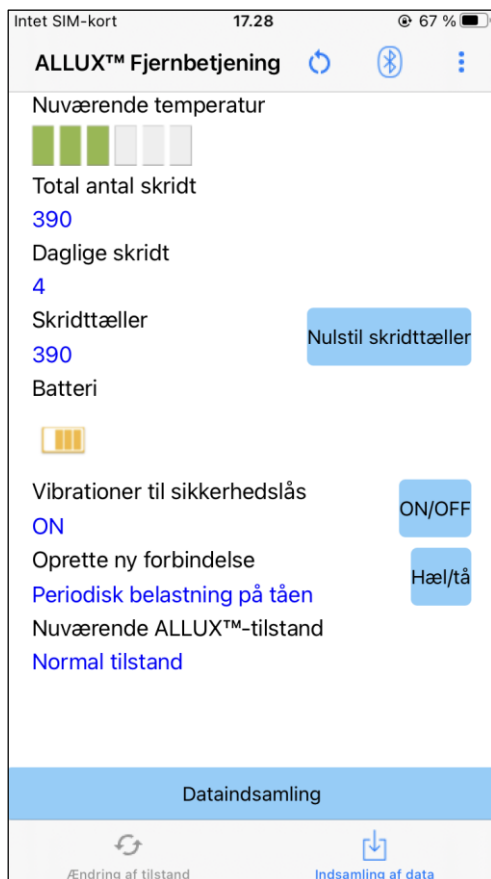 Intet SIM-kort 17.28 67 %
ALLUX™ Fjernbetjening
Nuværende temperatur
Total antal skridt
390
Daglige skridt
4
Skridttæller
Nulstil skridttæller
390
Batteri
Vibrationer til sikkerhedslås
ON/OFF
ON
Oprette ny forbindelse
Hæl/tå
Periodisk belastning på tåen
Nuværende ALLUX™-tilstand
Normal tilstand
Dataindsamling
Ændring af tilstand Indsamling af data